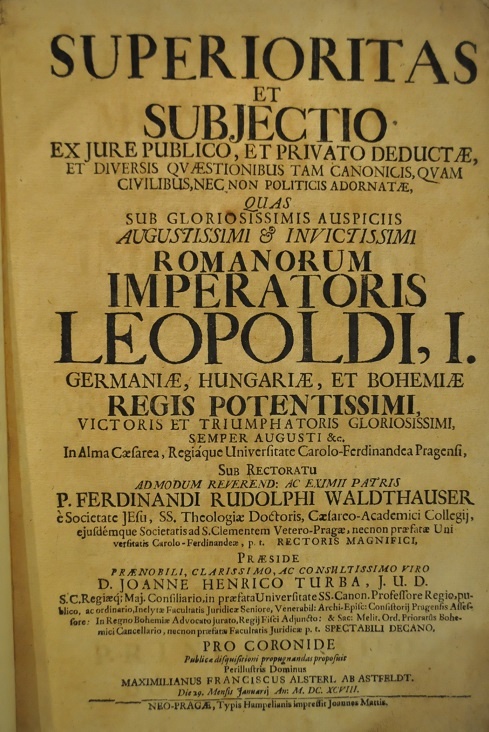 SUPERIORITAS
ET
SUBJECTIO
EX JURE PUBLICO, ET PRIVATO DEDUCTÆ,
ET DIVERSIS QVÆSTIONIBUS TAM CANONICIS, QVAM
CIVILIBUS, NEC NON POLITICIS ADORNATÆ,
QUAS
SUB GLORIOSISSIMIS AUSPICIIS
AUGUSTISSIMI & INVICTISSIMI
ROMANORUM
IMPERATORIS
LEOPOLDI, I.
GERMANIÆ, HUNGARIÆ, ET BOHEMIÆ
REGIS POTENTISSIMI,
VICTORIS ET TRIUMPHATORIS GLORIOSISSIMI,
SEMPER AUGUSTI &c,
In Alma Cæsarea, Regiáque Universitate Carolo-Ferdinandea Pragensi,
SUB RECTORATU
ADMODUM REVEREND: AC EXIMII PATRIS
P. FERDINANDI RUDOLPHI WALDTHAUSER
è Societate JEsu, SS. Theologiæ Doctoris, Cæsareo-Academici Collegij,
ejusdémque Societatis ad S. Clementem Vetero-Pragæ, necnon præfatæ Uni
versitatis Carolo-Ferdinandeæ, p. t. RECTORIS MAGNIFICI,
PRÆSIDE
PRÆNOBILI, CLARISSIMO, AC CONSULTISSIMO VIRO
D. JOANNE HENRICO TURBA, J. U. D.
S. C. Regiæq; Maj. Consiliario, in præfata Universitate SS. Canon. Professore Regio, pu-
blico, ac ordinario, Inclytæ Facultatis Juridicæ Seniore, Venerabil: Archi-Episc: Consistorij Pragensis Asses-
sore: In Regno Bohemiæ Advocato jurato, Regij Fisci Adjuncto: & Sac: Melit. Ord. Prioratûs Bohe-
mici Cancellario, necnon præfatæ Facultatis Juridicæ p. t. SPECTABILI DECANO,
PRO CORONIDE
Publicæ disquisitioni propugnandas proposuit
Perillustris Dominus
MAXIMILIANUS FRANCISCUS ALSTERL AB ASTFELDT.
Die 29. Mensis Januarij An: M. DC. XCVIII.
NEO-PRAGÆ, Typis Hampelianis impressit Joannes Mattis.